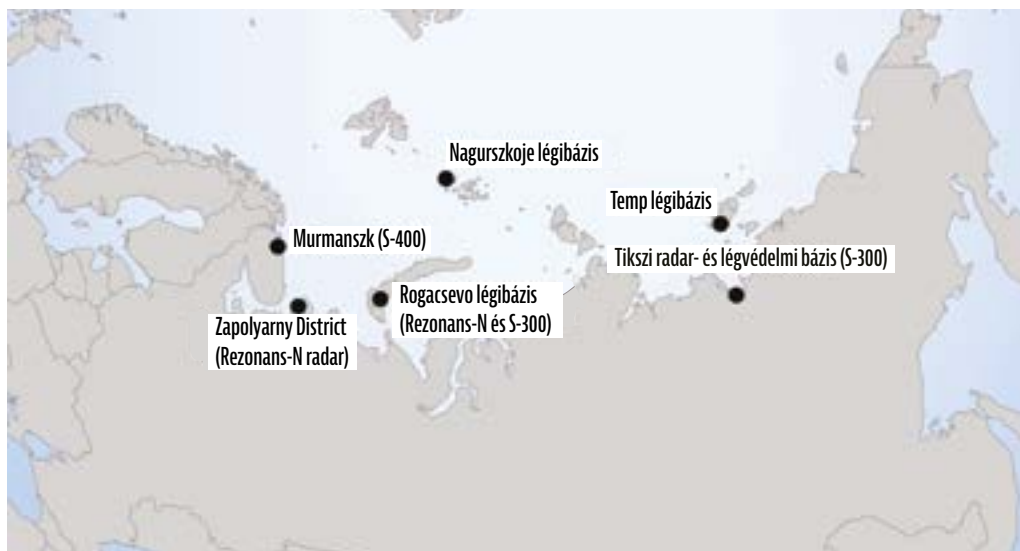 Nagurszkoje légibázis
Temp légibázis
Murmanszk (S-400)
Tikszi radar- és légvédelmi bázis (S-300)
Rogacsevo légibázis
(Rezonans-N és S-300)
Zapolyarny District
(Rezonans-N radar)